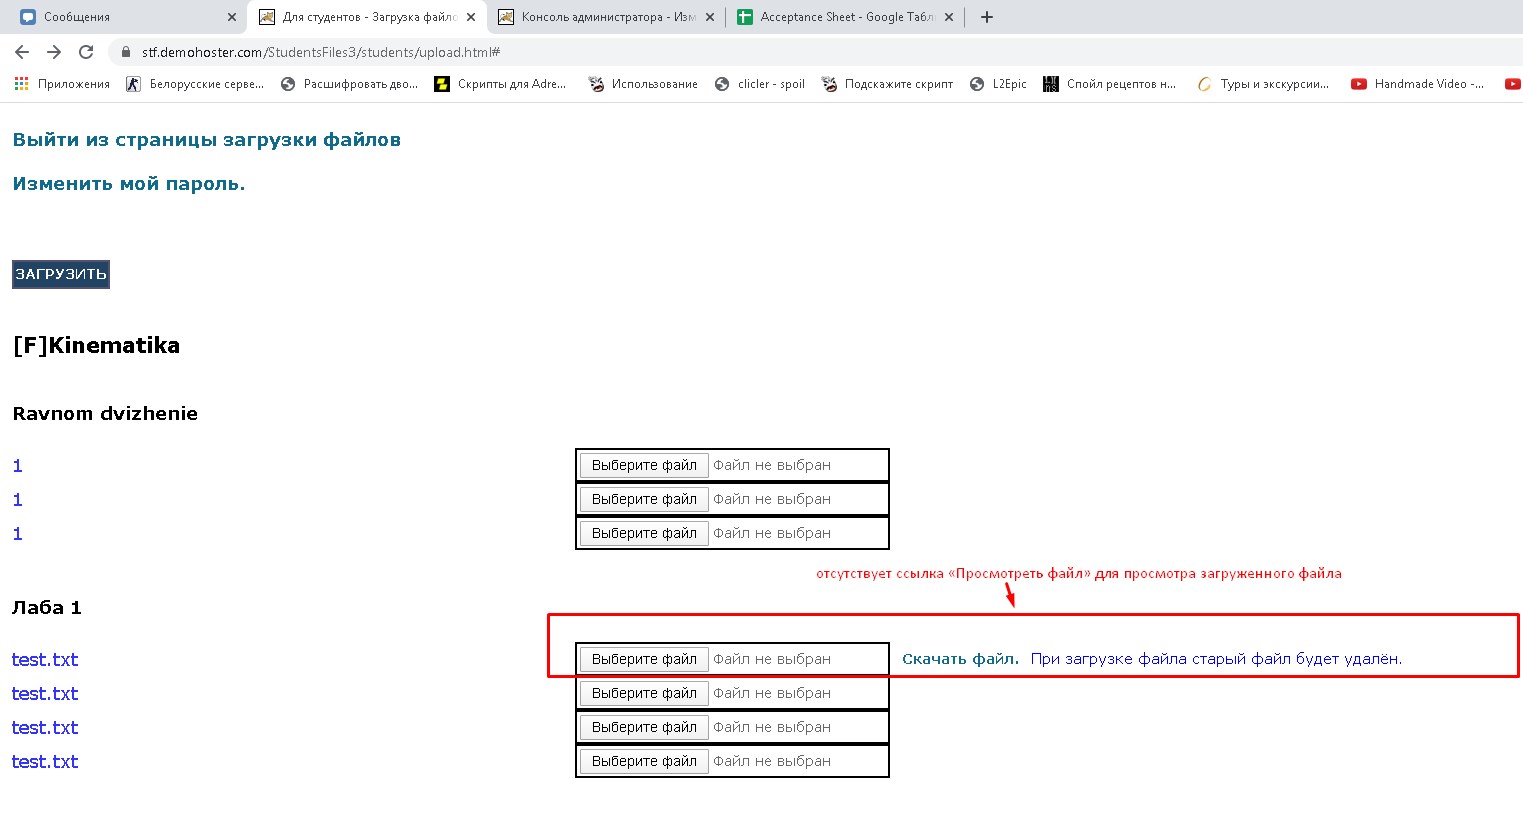 Сообщения
Для студентов - Загрузка файло
Консоль администратора - Изм
Acceptance Sheet - Google Табл
stf.demohoster.com/StudentsFiles3/students/upload.html#
Приложения
Белорусские серве...
Расшифровать дво...
Скрипты для Adre...
Использование
clicler - spoil
Подскажите скрипт
L2Epic
Спойл рецептов н...
Туры и экскурсии...
Handmade Video -...
Выйти из страницы загрузки файлов
Изменить мой пароль.
ЗАГРУЗИТЬ
[F]Kinematika
Ravnom dvizhenie
1 Выберите файл Файл не выбран
1 Выберите файл Файл не выбран
1 Выберите файл Файл не выбран
отсутствует ссылка «Просмотреть файл» для просмотра загруженного файла
Лаба 1
test.txt Выберите файл Файл не выбран Скачать файл. При загрузке файла старый файл будет удалён.
test.txt Выберите файл Файл не выбран
test.txt Выберите файл Файл не выбран
test.txt Выберите файл Файл не выбран